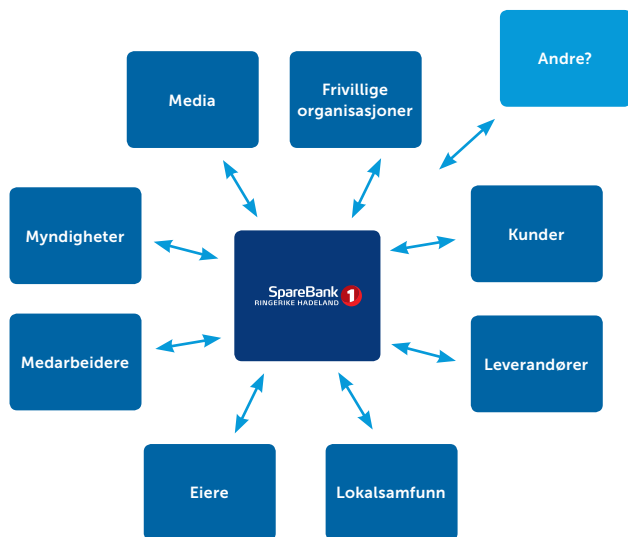 Andre?
Media
Frivillige
organisasjoner
Myndigheter
Kunder
SpareBank 1
RINGERIKE HADELAND
Medarbeidere
Leverandører
Eiere
Lokalsamfunn